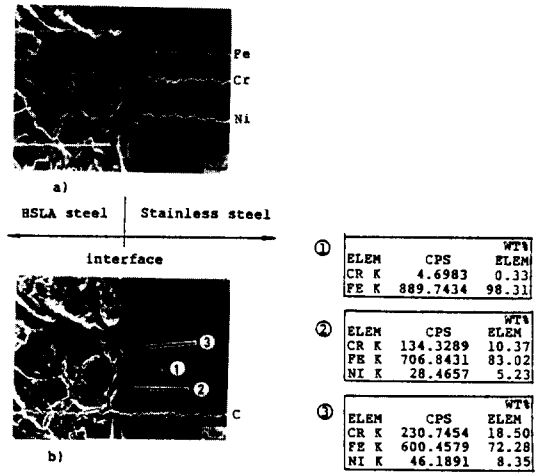 Fe
Cr
Ni
a)
HSLA steel
Stainless steel
interface
③
①
②
C
b)
①
WT%
ELEM CPS ELEM
CR K 4.6983 0.33
FE K 889.7434 98.31
②
WT%
ELEM CPS ELEM
CR K 134.3289 10.37
FE K 706.8431 83.02
NI K 28.4657 5.23
③
WT%
ELEM CPS ELEM
CR K 230.7454 18.50
FE K 600.4579 72.28
NI K 46.1891 8.35